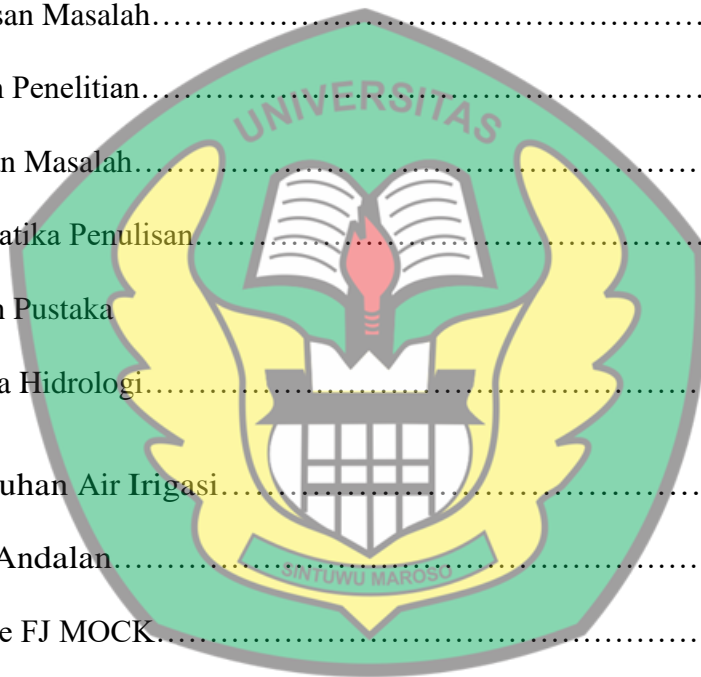 san Masalah……………………………………………………
UNIVERSITAS
n Penelitian……………………………………………………
n Masalah………………………………………………………
atika Penulisan…………………………………………………
n Pustaka
a Hidrologi……………………………………………………
uhan Air Irigasi…………………………………………………
Andalan…………………………………………………………
SINTUWU MAROSO
e FJ MOCK……………………………………………………